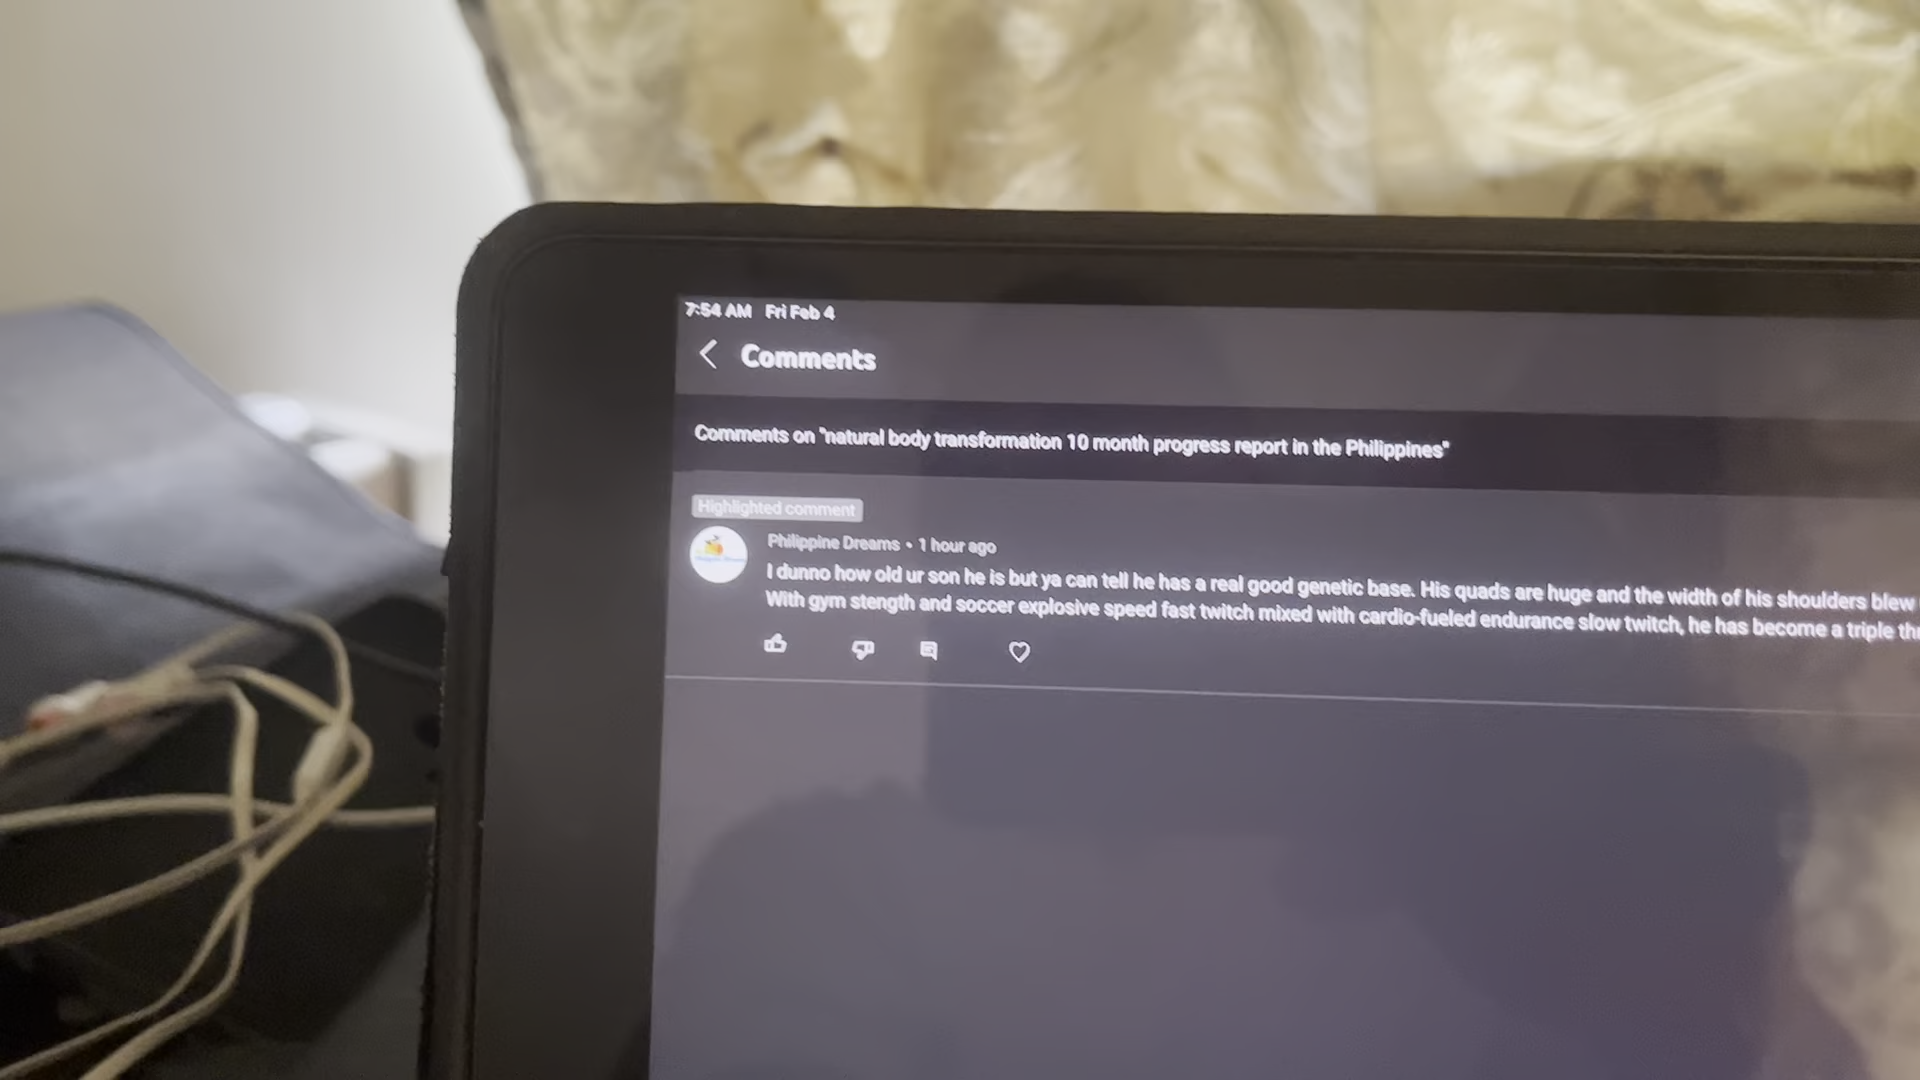 7:54 AM Fri Feb 4
Comments
Comments on "natural body transformation 10 month progress report in the Philippines"
Highlighted comment
Philippine Dreams • 1 hour ago
I dunno how old ur son he is but ya can tell he has a real good genetic base. His quads are huge and the width of his shoulders blew
With gym stength and soccer explosive speed fast twitch mixed with cardio-fueled endurance slow twitch, he has become a triple